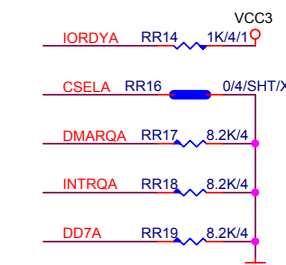 VCC3
IORDYA RR14 1K/4/1
CSELA RR16 0/4/SHT/X
DMARQA RR17 8.2K/4
INTRQA RR18 8.2K/4
DD7A RR19 8.2K/4